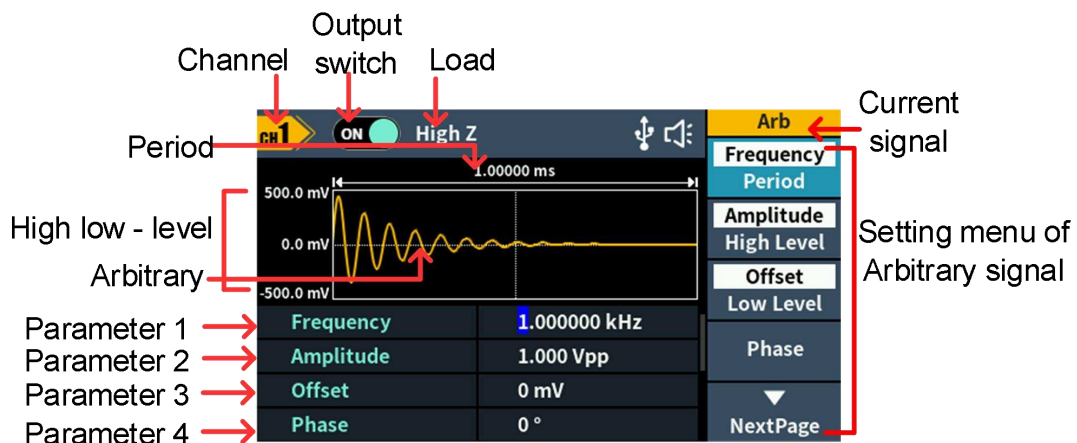 Output
Channel switch Load
CH1 ON High Z
Arb
Current
signal
Period
1.00000 ms
Frequency
Period
500.0 mV
High low - level
0.0 mV
Arbitrary
-500.0 mV
Amplitude
High Level
Offset
Low Level
Setting menu of
Arbitrary signal
Parameter 1
Frequency 1.000000 kHz
Parameter 2
Amplitude 1.000 Vpp
Parameter 3
Offset 0 mV
Parameter 4
Phase 0 °
Phase
NextPage